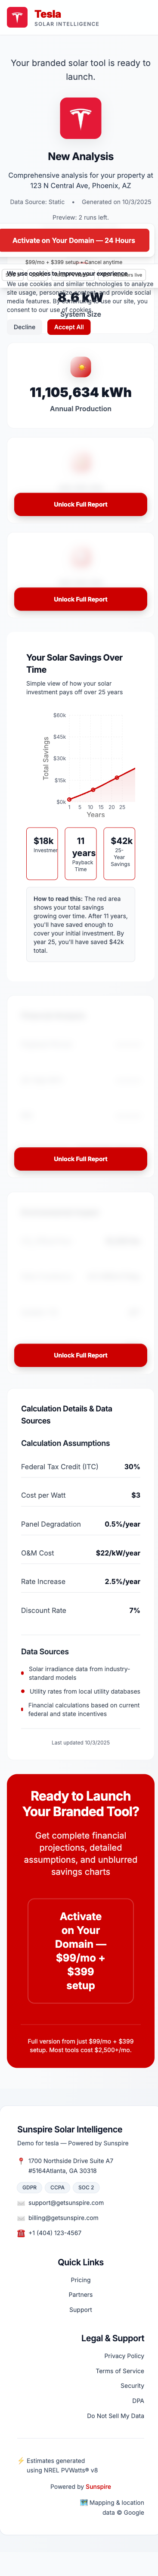 Tesla
SOLAR INTELLIGENCE
Your branded solar tool is ready to
launch.
New Analysis
Comprehensive analysis for your property at
123 N Central Ave, Phoenix, AZ
Data Source: Static • Generated on 10/3/2025
Preview: 2 runs left.
Activate on Your Domain — 24 Hours
$99/mo + $399 setup • Cancel anytime
We use cookies to improve your experience
We use cookies and similar technologies to analyze
site usage, personalize content, and provide social
media features. By continuing to use our site, you
consent to our use of cookies.
8.6 kW
System Size
Decline
Accept All
11,105,634 kWh
Annual Production
Unlock Full Report
Unlock Full Report
Your Solar Savings Over
Time
Simple view of how your solar
investment pays off over 25 years
Total Savings
$60k
$45k
$30k
$15k
$0k
1 5 10 15 20 25
Years
$18k
Investment
11
years
Payback
Time
$42k
25-
Year
Savings
How to read this: The red area
shows your total savings
growing over time. After 11 years,
you'll have saved enough to
cover your initial investment. By
year 25, you'll have saved $42k
total.
Unlock Full Report
Unlock Full Report
Calculation Details & Data
Sources
Calculation Assumptions
Federal Tax Credit (ITC) 30%
Cost per Watt $3
Panel Degradation 0.5%/year
O&M Cost $22/kW/year
Rate Increase 2.5%/year
Discount Rate 7%
Data Sources
Solar irradiance data from industry-
standard models
Utility rates from local utility databases
Financial calculations based on current
federal and state incentives
Last updated 10/3/2025
Ready to Launch
Your Branded Tool?
Get complete financial
projections, detailed
assumptions, and unblurred
savings charts
Activate
on Your
Domain —
$99/mo +
$399
setup
Full version from just $99/mo + $399
setup. Most tools cost $2,500+/mo.
Sunspire Solar Intelligence
Demo for tesla — Powered by Sunspire
1700 Northside Drive Suite A7
#5164Atlanta, GA 30318
GDPR CCPA SOC 2
support@getsunspire.com
billing@getsunspire.com
+1 (404) 123-4567
Quick Links
Pricing
Partners
Support
Legal & Support
Privacy Policy
Terms of Service
Security
DPA
Do Not Sell My Data
Estimates generated
using NREL PVWatts® v8
Powered by Sunspire
Mapping & location
data © Google